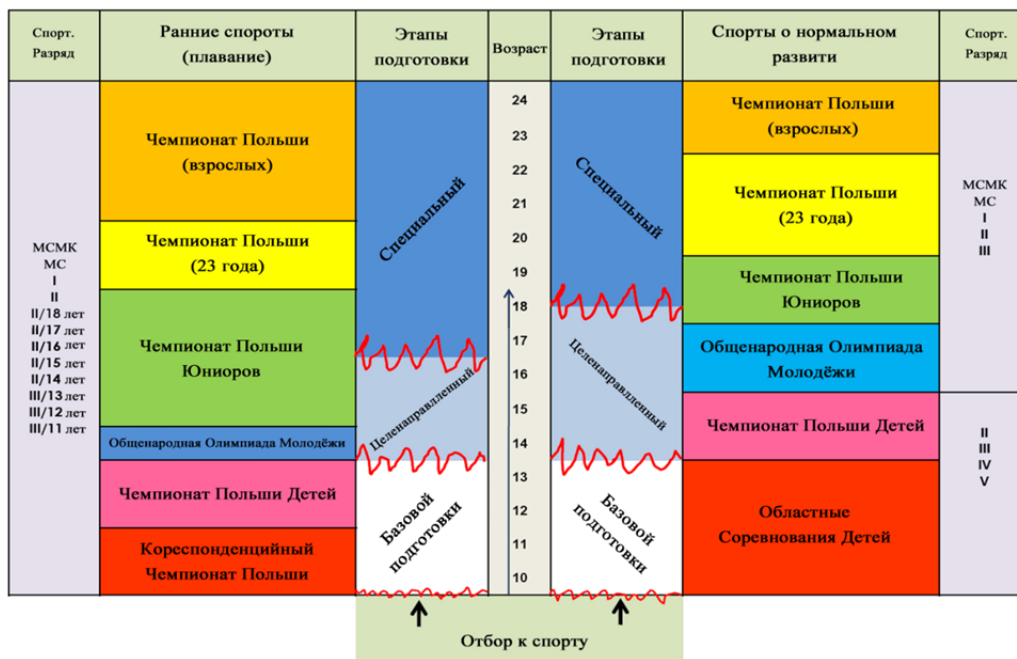 Спорт.
Разряд
Ранние спороты
(плавание)
Этапы
подготовки
Возраст
Этапы
подготовки
Спорты о нормальном
развити
Спорт.
Разряд
МСМК
МС
I
II
II/18 лет
II/17 лет
II/16 лет
II/15 лет
II/14 лет
III/13 лет
III/12 лет
III/11 лет
Чемпионат Польши
(взрослых)
Чемпионат Польши
(23 года)
Чемпионат Польши
Юниоров
Общенародная Олимпиада Молодёжи
Чемпионат Польши Детей
Кореспонденцийный
Чемпионат Польши
Специальный
Целенаправдленный
Базовой
подготовки
24
23
22
21
20
19
18
17
16
15
14
13
12
11
10
Специальный
Целенаправдленный
Базовой
подготовки
Чемпионат Польши
(взрослых)
Чемпионат Польши
(23 года)
Чемпионат Польши
Юниоров
Общенародная Олимпиада
Молодёжи
Чемпионат Польши Детей
Областные
Соревнования Детей
МСМК
МС
I
II
III
II
III
IV
V
Отбор к спорту